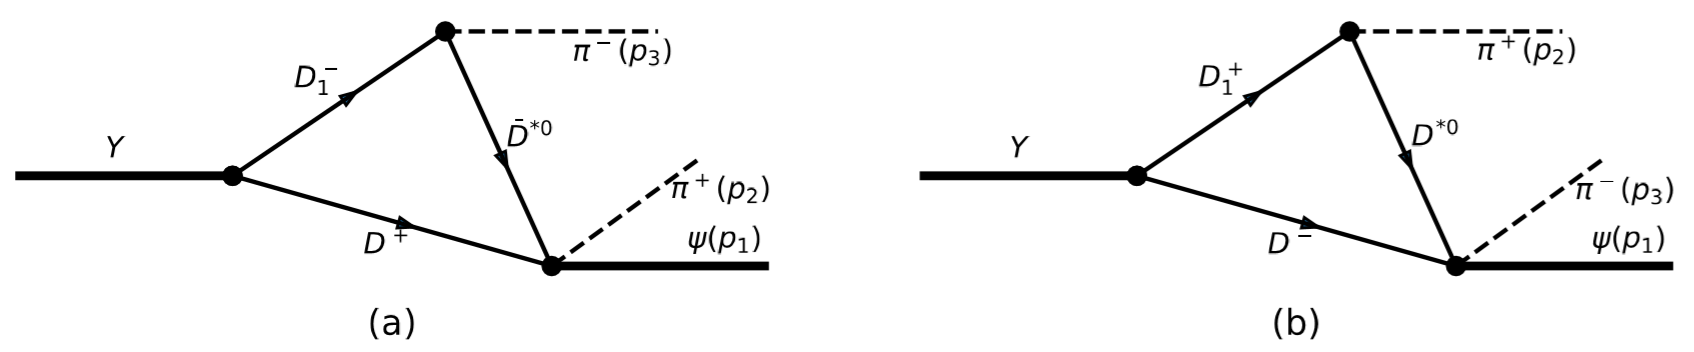 π⁻(p₃)
D₁⁻
D̄*⁰
Y
π⁺(p₂)
D⁺
ψ(p₁)
(a)
π⁺(p₂)
D₁⁺
D*⁰
Y
π⁻(p₃)
D⁻
ψ(p₁)
(b)